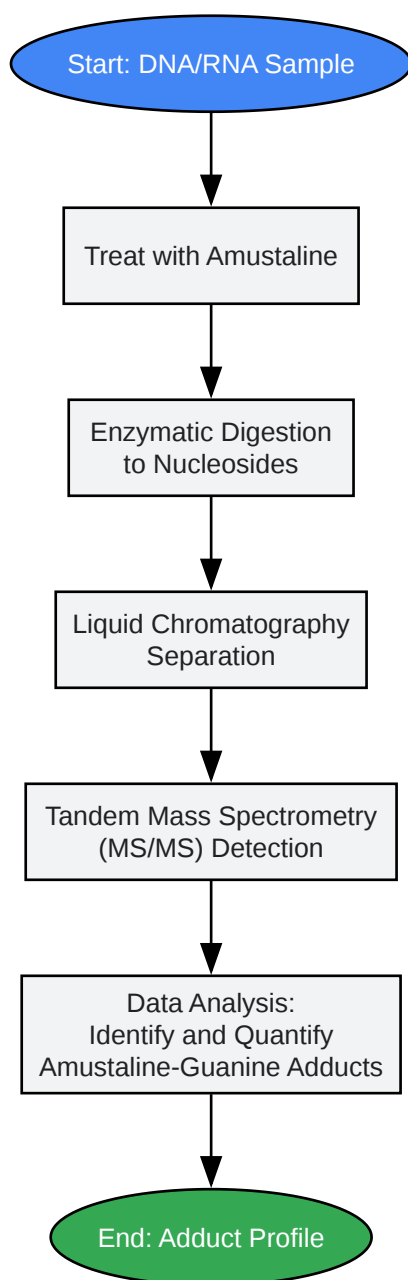 Start: DNA/RNA Sample
Treat with Amustaline
Enzymatic Digestion
to Nucleosides
Liquid Chromatography
Separation
Tandem Mass Spectrometry
(MS/MS) Detection
Data Analysis:
Identify and Quantify
Amustaline-Guanine Adducts
End: Adduct Profile